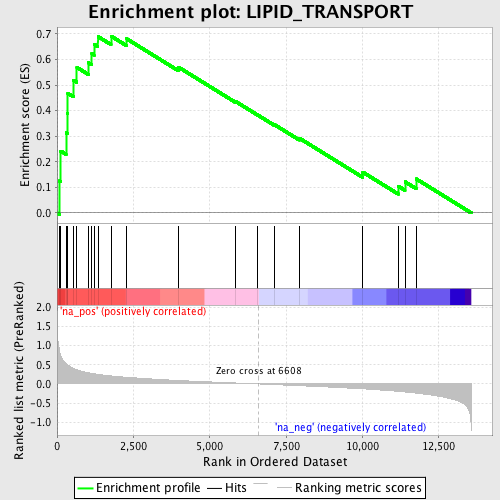 Enrichment plot: LIPID_TRANSPORT
Enrichment score (ES)
0.7
0.6
0.5
0.4
0.3
0.2
0.1
0.0
'na_pos' (positively correlated)
Ranked list metric (PreRanked)
2.0
1.5
1.0
0.5
0.0
-0.5
-1.0
Zero cross at 6608
'na_neg' (negatively correlated)
0 2,500 5,000 7,500 10,000 12,500
Rank in Ordered Dataset
Enrichment profile Hits Ranking metric scores